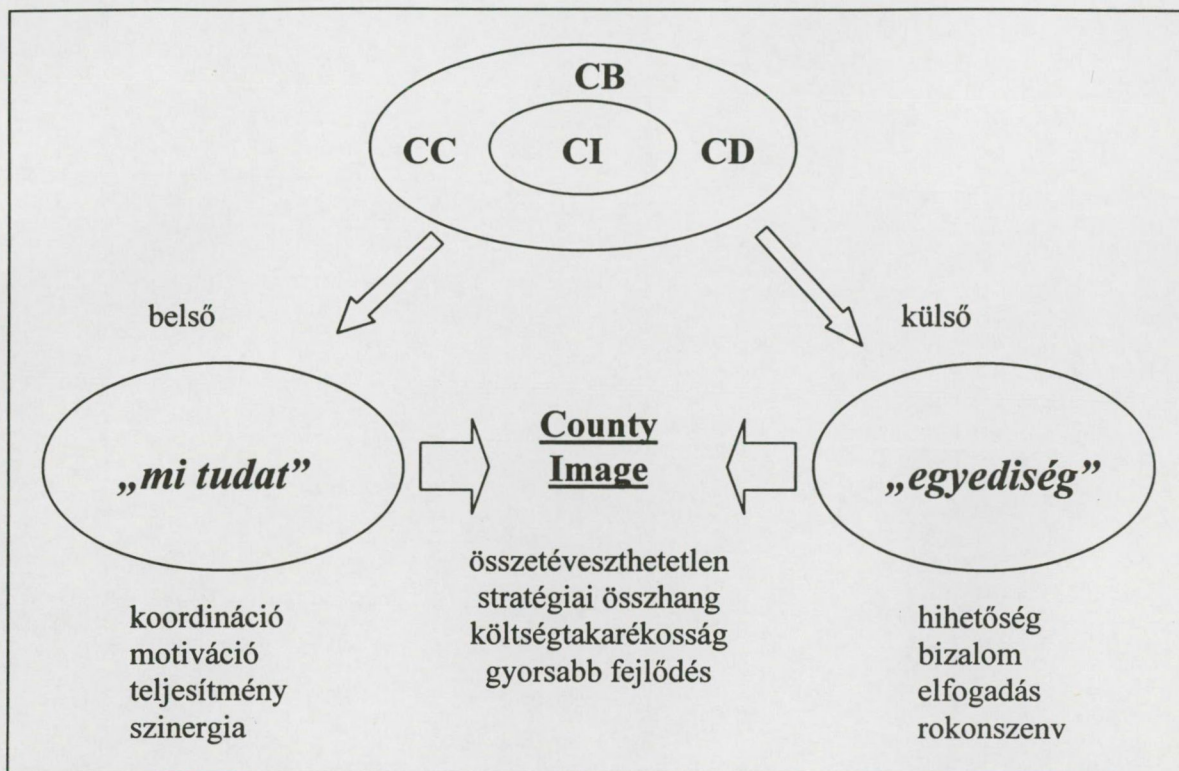 CB
CC CI CD
belső
külső
„mi tudat”
County
Image
„egyediség”
összetéveszthetetlen
stratégiai összhang
költségtakarékosság
gyorsabb fejlődés
koordináció
motiváció
teljesítmény
szinergia
hihetőség
bizalom
elfogadás
rokonszenv